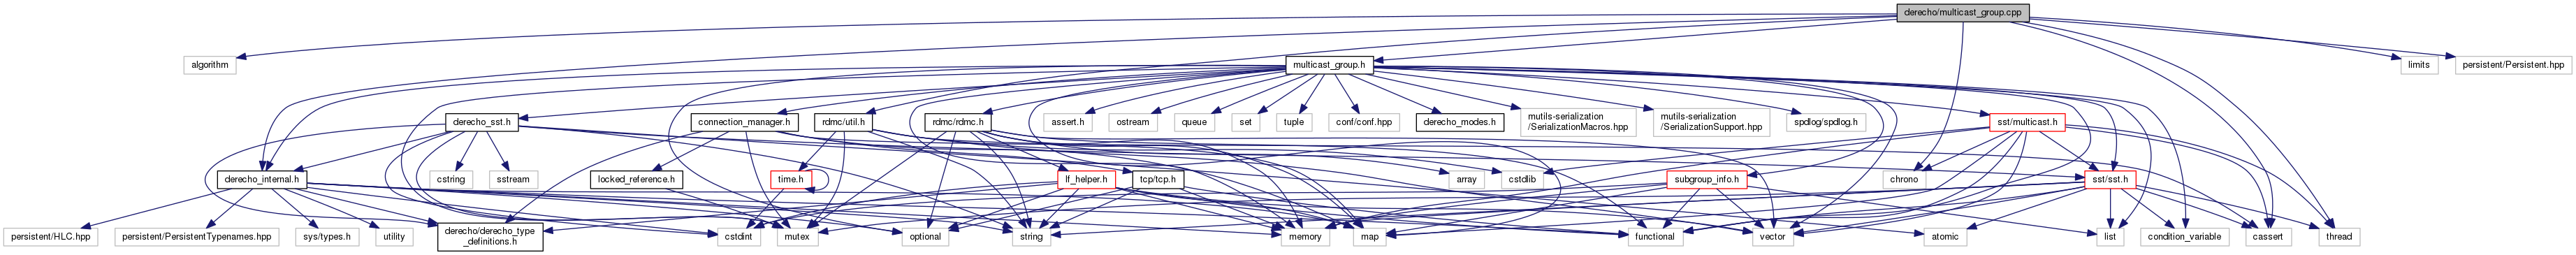 derecho/multicast_group.cpp
algorithm
multicast_group.h
limits
persistent/Persistent.hpp
derecho_sst.h
connection_manager.h
rdmc/util.h
rdmc/rdmc.h
assert.h
ostream
queue
set
tuple
conf/conf.hpp
derecho_modes.h
mutils-serialization
/SerializationMacros.hpp
mutils-serialization
/SerializationSupport.hpp
spdlog/spdlog.h
sst/multicast.h
derecho_internal.h
cstring
sstream
locked_reference.h
time.h
lf_helper.h
tcp/tcp.h
array
cstdlib
subgroup_info.h
chrono
sst/sst.h
persistent/HLC.hpp
persistent/PersistentTypenames.hpp
sys/types.h
utility
derecho/derecho_type
_definitions.h
cstdint
mutex
optional
string
memory
map
functional
vector
atomic
list
condition_variable
cassert
thread